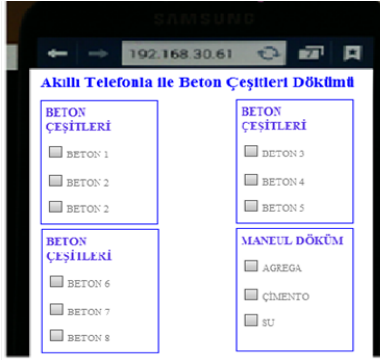 SAMSUNG
192.168.30.61
7
Akıllı Telefonla ile Beton Çeşitleri Dökümü
BETON
ÇEŞİTLERİ
BETON 1
BETON 2
BETON 2
BETON
ÇEŞİTLERİ
BETON 3
BETON 4
BETON 5
BETON
ÇEŞİTLERİ
BETON 6
BETON 7
BETON 8
MANEUL DÖKÜM
AGREGA
ÇİMENTO
SU